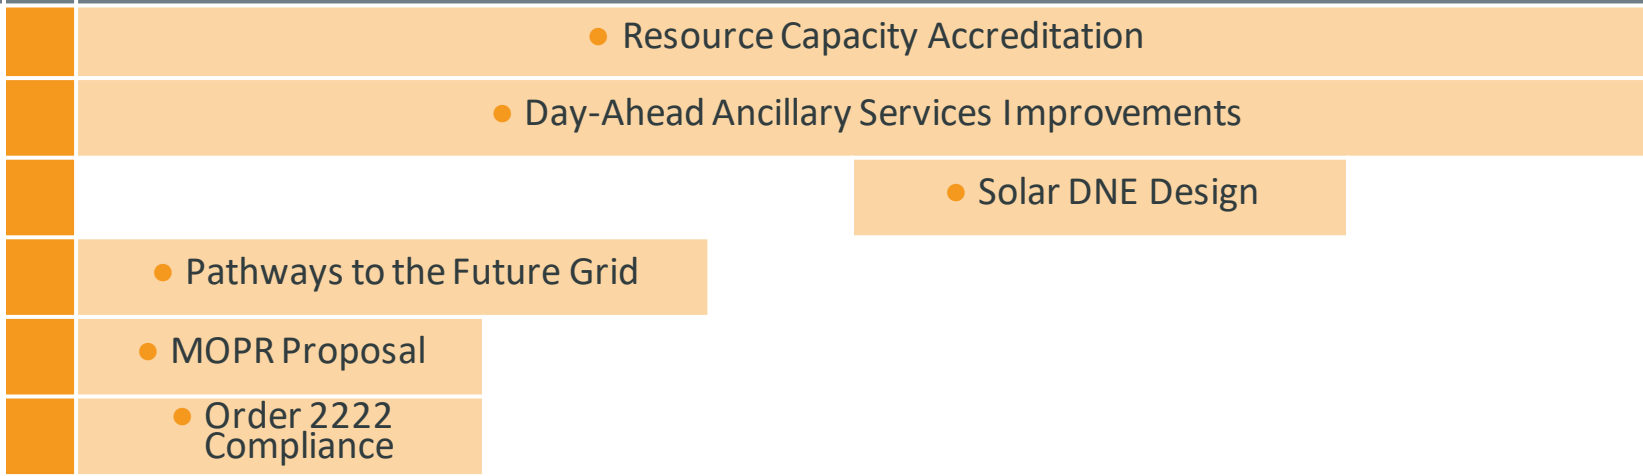 • Resource Capacity Accreditation
• Day-Ahead Ancillary Services Improvements
• Solar DNE Design
• Pathways to the Future Grid
• MOPR Proposal
• Order 2222
Compliance